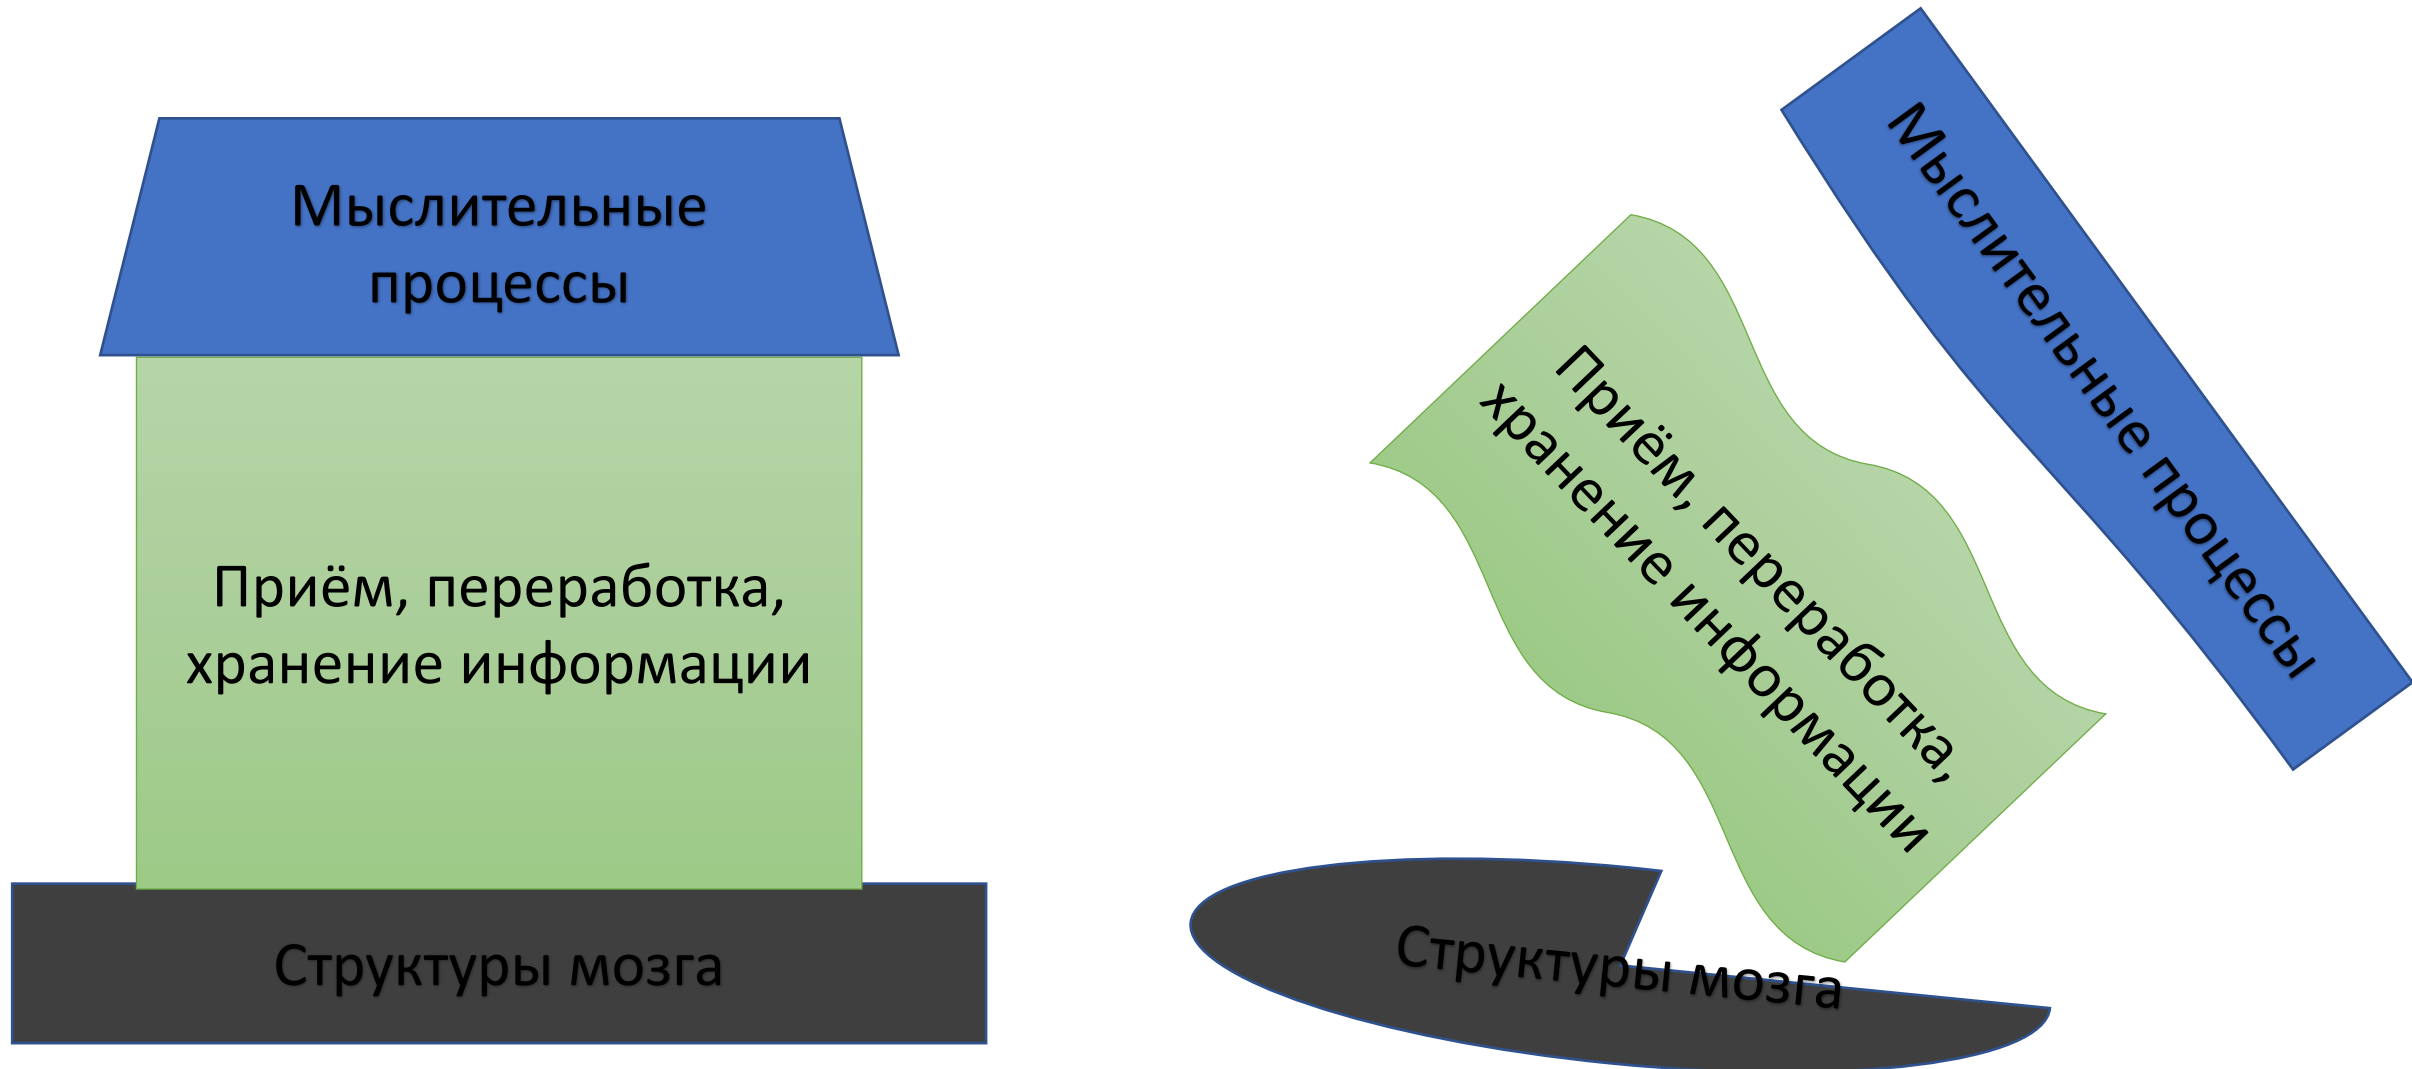 Мыслительные
процессы
Приём, переработка,
хранение информации
Структуры мозга
Мыслительные процессы
Приём, переработка,
хранение информации
Структуры мозга